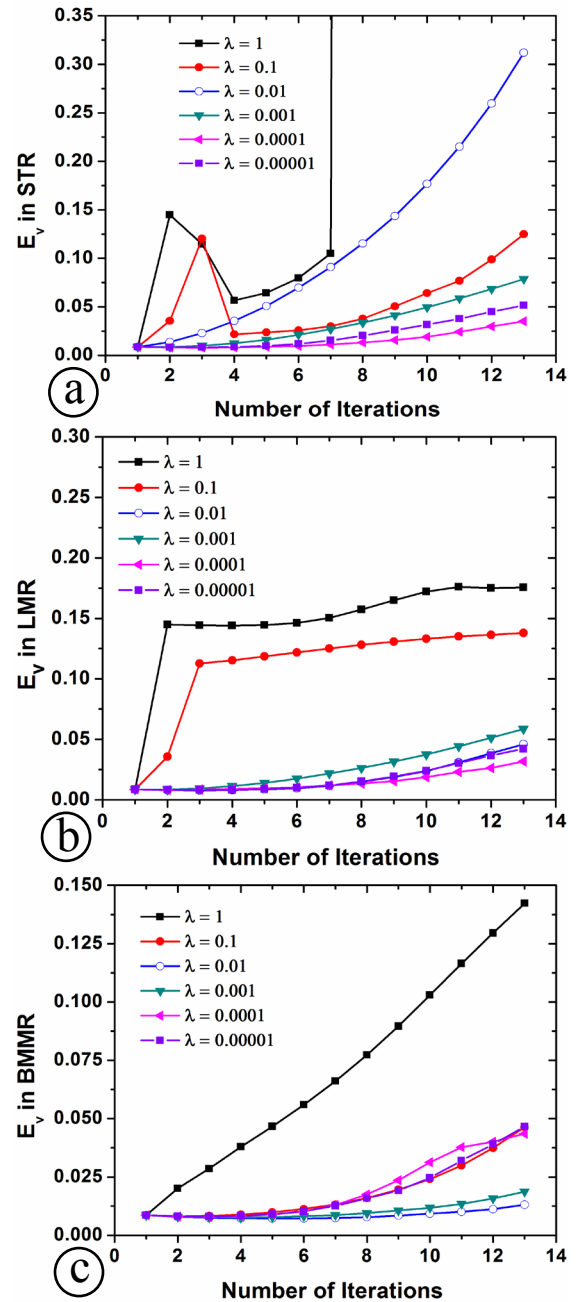 0.35
0.30
0.25
0.20
0.15
0.10
0.05
0.00
E_v in STR
λ = 1
λ = 0.1
λ = 0.01
λ = 0.001
λ = 0.0001
λ = 0.00001
0 2 4 6 8 10 12 14
Number of Iterations
a
0.30
0.25
0.20
0.15
0.10
0.05
0.00
E_v in LMR
λ = 1
λ = 0.1
λ = 0.01
λ = 0.001
λ = 0.0001
λ = 0.00001
0 2 4 6 8 10 12 14
Number of Iterations
b
0.150
0.125
0.100
0.075
0.050
0.025
0.000
E_v in BMMR
λ = 1
λ = 0.1
λ = 0.01
λ = 0.001
λ = 0.0001
λ = 0.00001
0 2 4 6 8 10 12 14
Number of Iterations
c